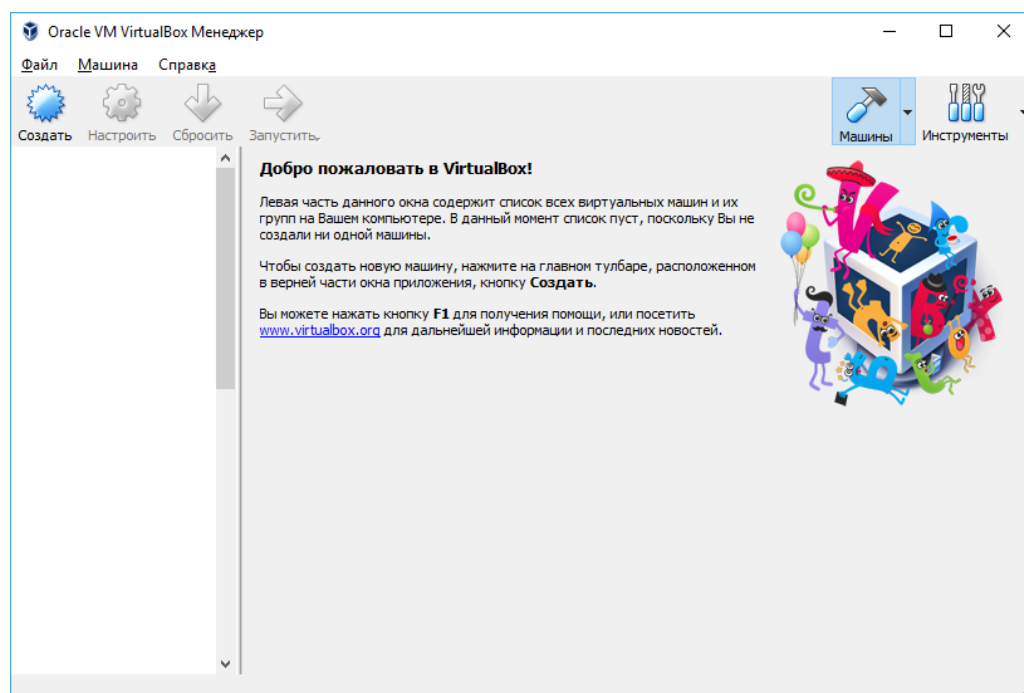 Oracle VM VirtualBox Менеджер
Файл Машина Справка
Создать Настроить Сбросить Запустить
Машины Инструменты
Добро пожаловать в VirtualBox!
Левая часть данного окна содержит список всех виртуальных машин и их
групп на Вашем компьютере. В данный момент список пуст, поскольку Вы не
создали ни одной машины.
Чтобы создать новую машину, нажмите на главном тулбаре, расположенном
в верней части окна приложения, кнопку Создать.
Вы можете нажать кнопку F1 для получения помощи, или посетить
www.virtualbox.org для дальнейшей информации и последних новостей.